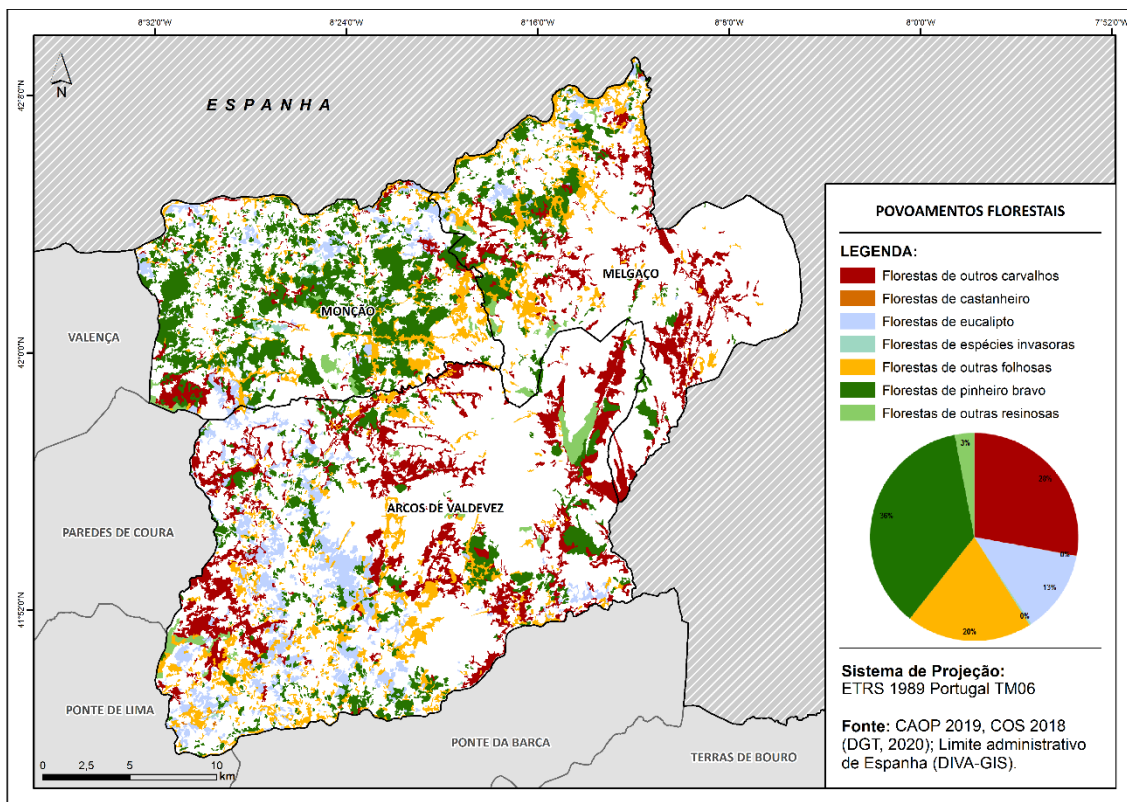 8°32'0"W
8°24'0"W
8°16'0"W
8°8'0"W
8°0'0"W
7°52'0"W
42°8'0"N
42°0'0"N
41°52'0"N
N
ESPANHA
MELGAÇO
MONÇÃO
VALENÇA
ARCOS DE VALDEVEZ
PAREDES DE COURA
PONTE DE LIMA
PONTE DA BARCA
TERRAS DE BOURO
0 2,5 5 10
km
POVOAMENTOS FLORESTAIS
LEGENDA:
Florestas de outros carvalhos
Florestas de castanheiro
Florestas de eucalipto
Florestas de espécies invasoras
Florestas de outras folhosas
Florestas de pinheiro bravo
Florestas de outras resinosas
3%
28%
36%
0%
13%
0%
20%
Sistema de Projeção:
ETRS 1989 Portugal TM06
Fonte: CAOP 2019, COS 2018
(DGT, 2020); Limite administrativo
de Espanha (DIVA-GIS).